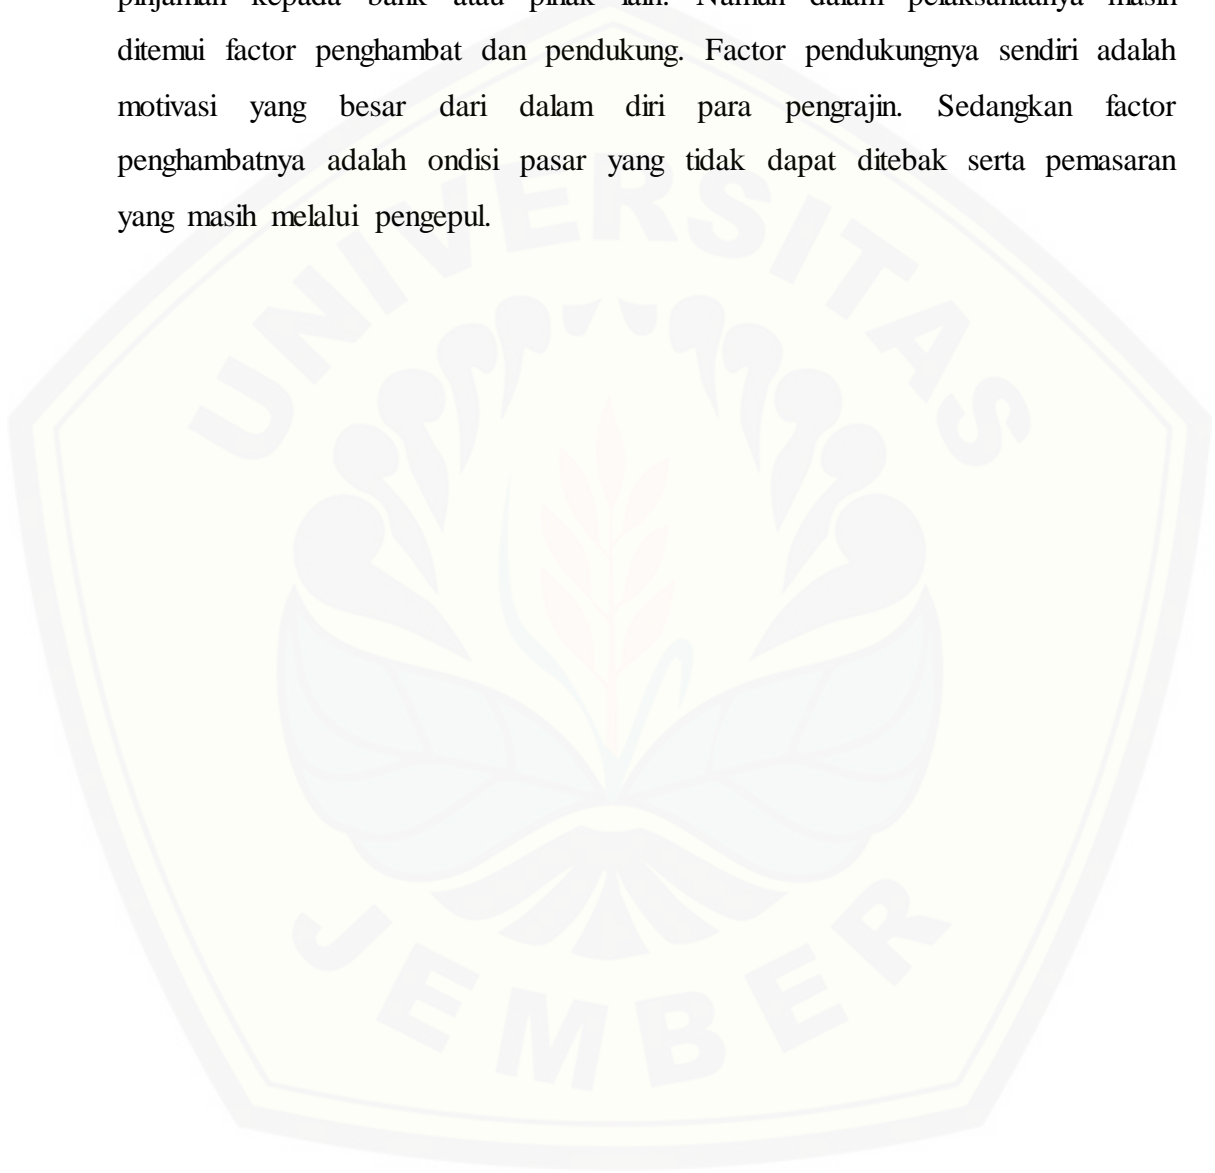 pinjaman kepada bank atau pihak lain. Namun dalam pelaksanaanya masih
ditemui factor penghambat dan pendukung. Factor pendukungnya sendiri adalah
motivasi yang besar dari dalam diri para pengrajin. Sedangkan factor
penghambatnya adalah ondisi pasar yang tidak dapat ditebak serta pemasaran
yang masih melalui pengepul.
UNIVERSITAS
JEMBER